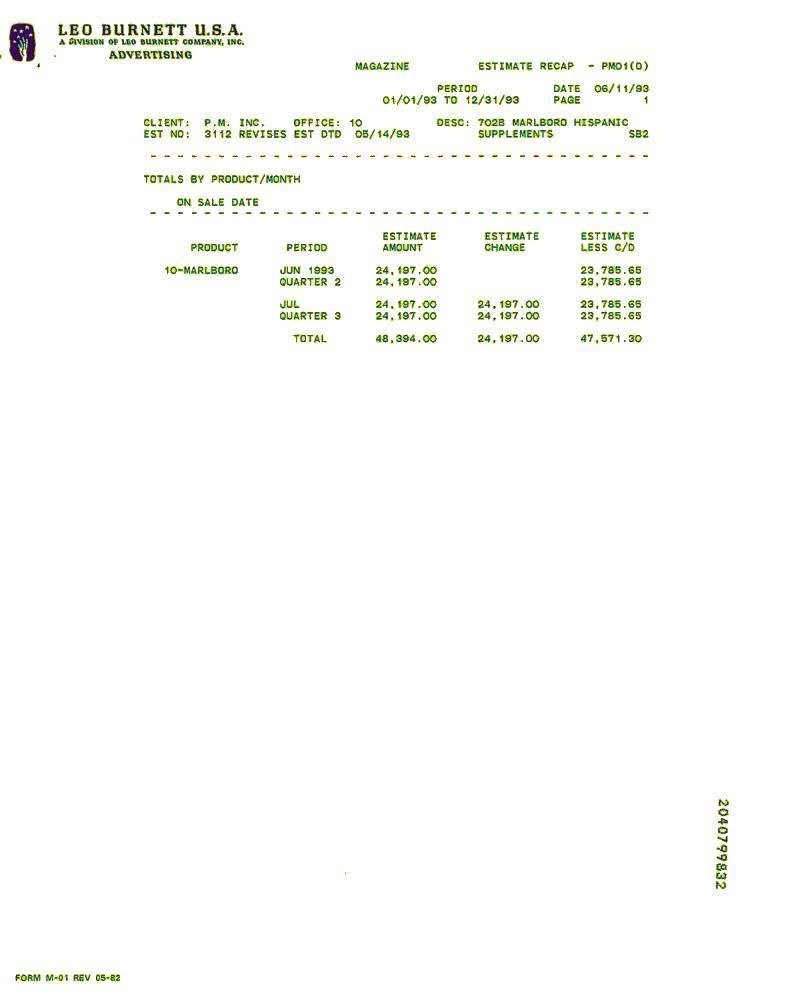 LEO BURNETT U.S.A.
A DIVISION OF LEO BURNETT COMPANY, INC.
ADVERTISING
MAGAZINE ESTIMATE RECAP - PM01(D)
PERIOD DATE 06/11/93
01/01/93 TO 12/31/93 PAGE 1
CLIENT: P.M. INC. OFFICE: 10 DESC: 702B MARLBORO HISPANIC
EST NO: 3112 REVISES EST DTD 05/14/93 SUPPLEMENTS SB2
- - - - - - - - - - - - - - - - - - - - - - - - - - - - - - - - - - - - -
TOTALS BY PRODUCT/MONTH
ON SALE DATE
- - - - - - - - - - - - - - - - - - - - - - - - - - - - - - - - - - - - -
ESTIMATE ESTIMATE ESTIMATE
PRODUCT PERIOD AMOUNT CHANGE LESS C/D
10-MARLBORO JUN 1993 24,197.00 23,785.65
QUARTER 2 24,197.00 23,785.65
JUL 24,197.00 24,197.00 23,785.65
QUARTER 3 24,197.00 24,197.00 23,785.65
TOTAL 48,394.00 24,197.00 47,571.30
2040799832
FORM M-01 REV 05-82